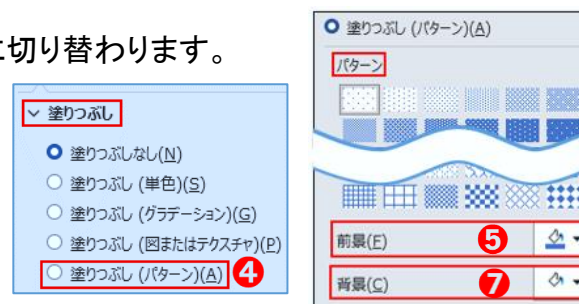 に切り替わります。
塗りつぶし
塗りつぶしなし(N)
塗りつぶし (単色)(S)
塗りつぶし (グラデーション)(G)
塗りつぶし (図またはテクスチャ)(P)
塗りつぶし (パターン)(A) ❹
塗りつぶし (パターン)(A)
パターン
前景(F) ❺
背景(C) ❼